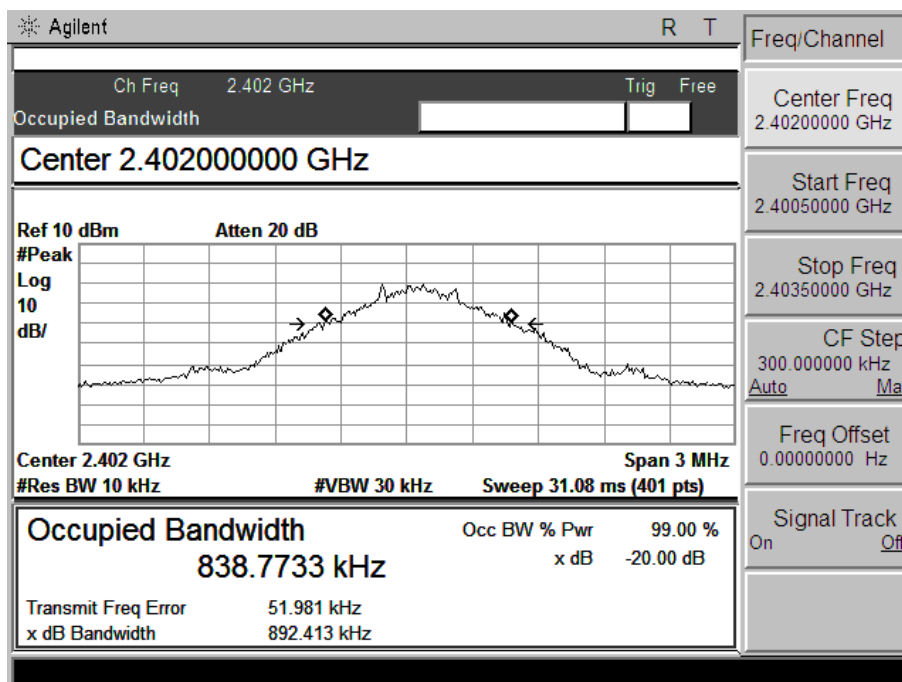 Agilent R T
Ch Freq 2.402 GHz Trig Free
Occupied Bandwidth
Center 2.402000000 GHz
Ref 10 dBm Atten 20 dB
#Peak
Log
10
dB/
Center 2.402 GHz Span 3 MHz
#Res BW 10 kHz #VBW 30 kHz Sweep 31.08 ms (401 pts)
Occupied Bandwidth
838.7733 kHz
Occ BW % Pwr 99.00 %
x dB -20.00 dB
Transmit Freq Error 51.981 kHz
x dB Bandwidth 892.413 kHz
Freq/Channel
Center Freq
2.40200000 GHz
Start Freq
2.40050000 GHz
Stop Freq
2.40350000 GHz
CF Step
300.000000 kHz
Auto Ma
Freq Offset
0.00000000 Hz
Signal Track
On Off